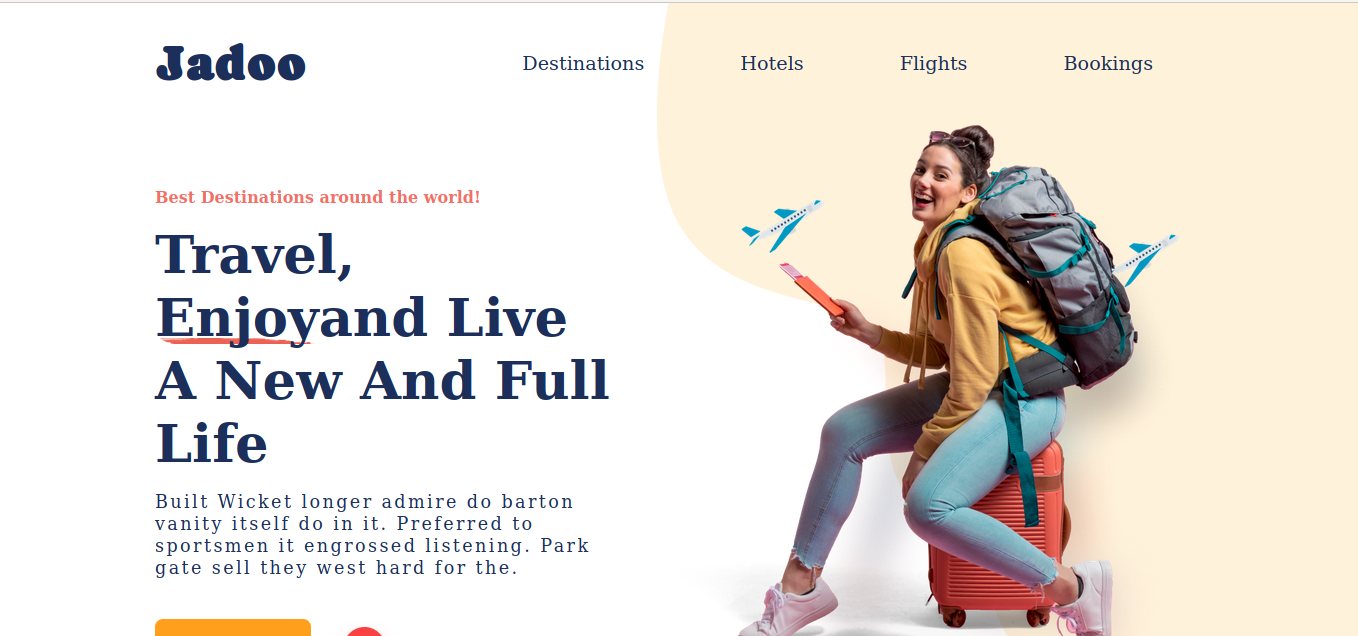 Jadoo
Destinations
Hotels
Flights
Bookings
Best Destinations around the world!
Travel,
Enjoyand Live
A New And Full
Life
Built Wicket longer admire do barton
vanity itself do in it. Preferred to
sportsmen it engrossed listening. Park
gate sell they west hard for the.